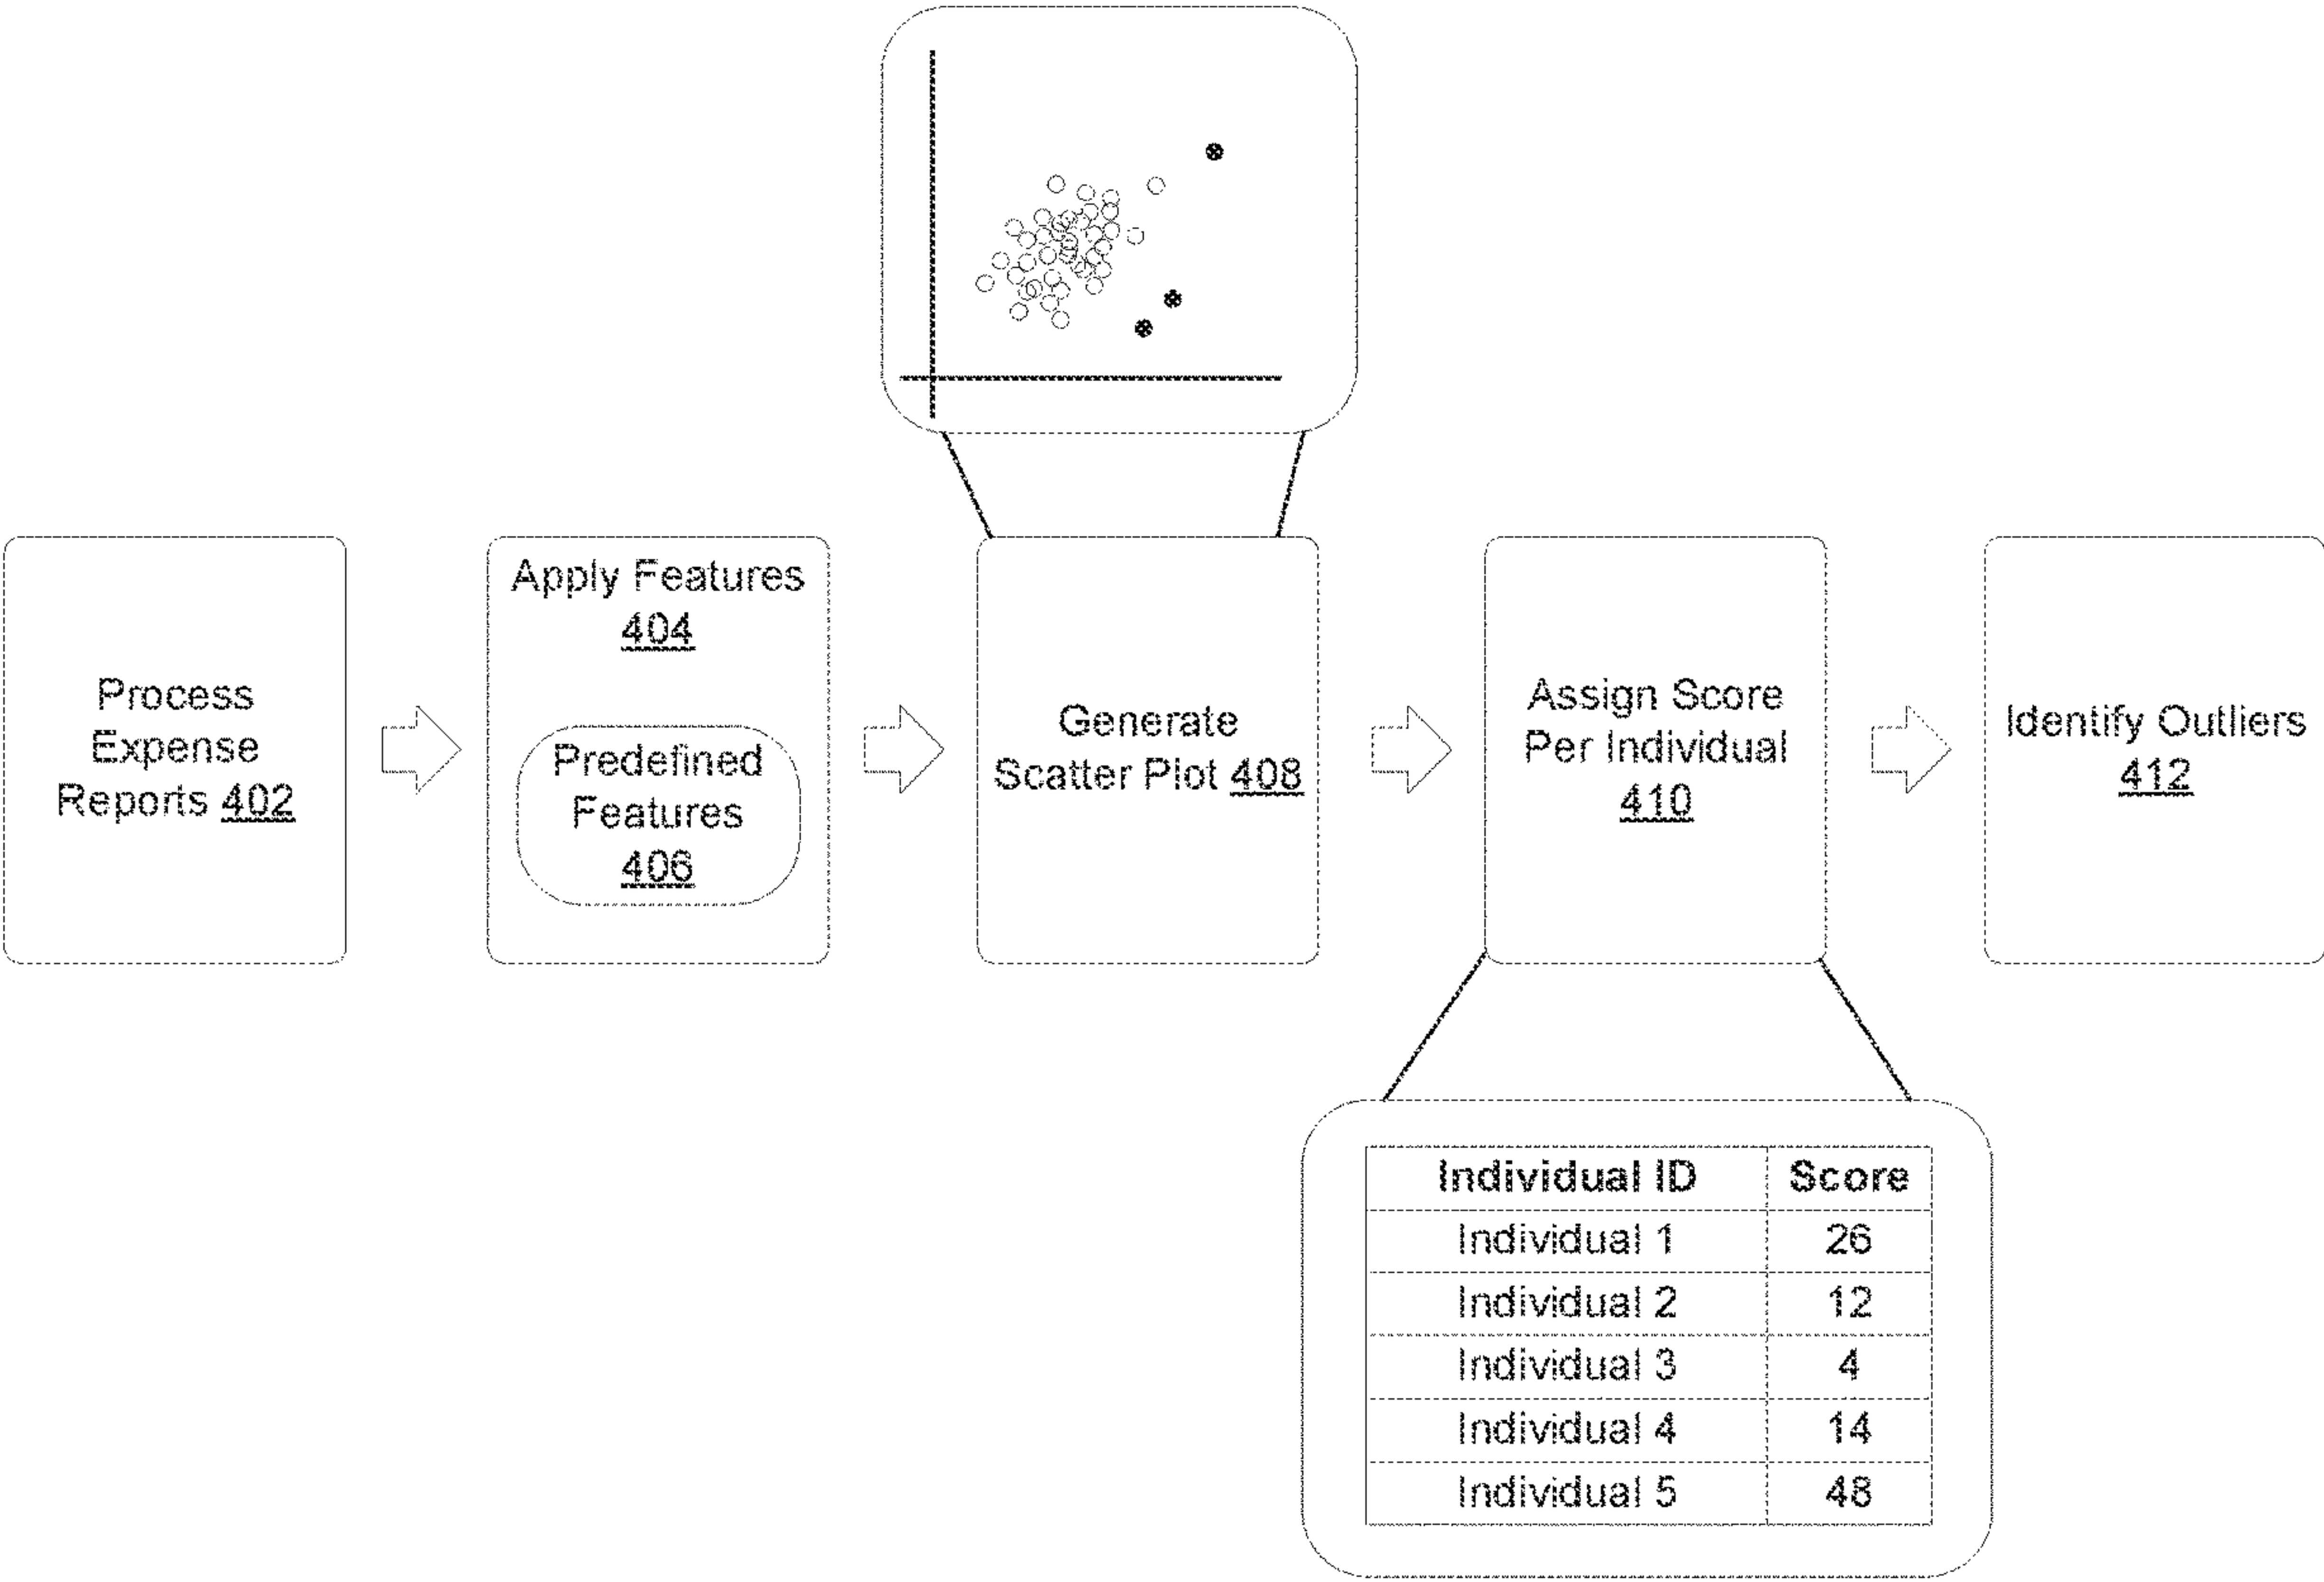 Process
Expense
Reports 402
Apply Features
404
Predefined
Features
406
Generate
Scatter Plot 408
Assign Score
Per Individual
410
Identify Outliers
412
Individual ID Score
Individual 1 26
Individual 2 12
Individual 3 4
Individual 4 14
Individual 5 48